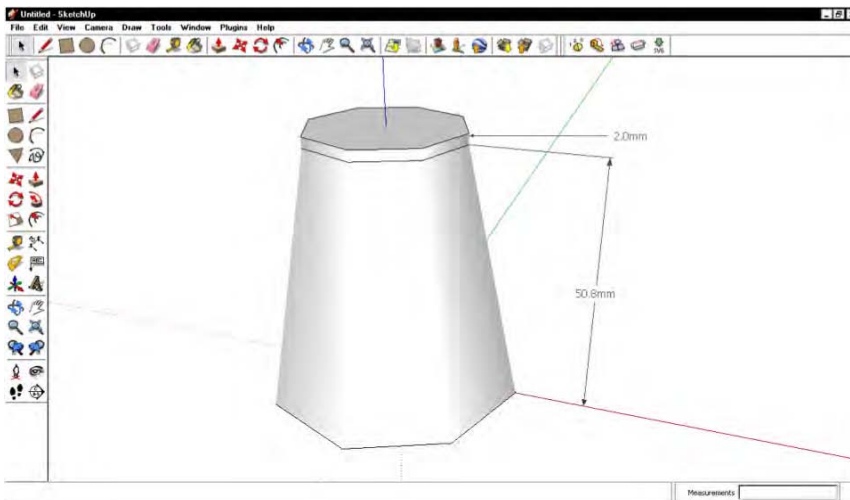 Untitled - SketchUp
File Edit View Camera Draw Tools Window Plugins Help
2.0mm
50.8mm
Measurements